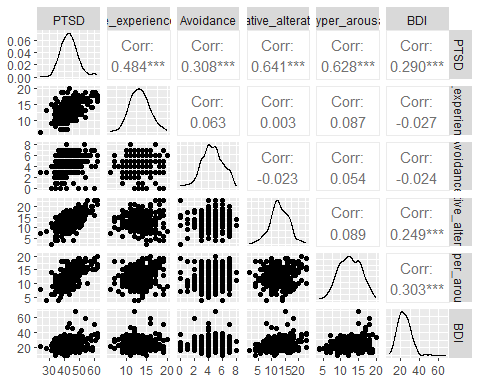 PTSD e_experience Avoidance ative_alterat yper_arousa BDI
0.06
0.04
0.02
0.00
Corr:
0.484***
Corr:
0.308***
Corr:
0.641***
Corr:
0.628***
Corr:
0.290***
PTSD
20
15
10
Corr:
0.063
Corr:
0.003
Corr:
0.087
Corr:
-0.027
experien
8
6
4
2
0
Corr:
-0.023
Corr:
0.054
Corr:
-0.024
Avoidance
20
15
10
5
Corr:
0.089
Corr:
0.249***
tive_alter
20
15
10
5
Corr:
0.303***
per_arou
60
40
20
BDI
30 40 50 60 10 15 20 0 2 4 6 8 5 10 15 20 5 10 15 20 20 40 60